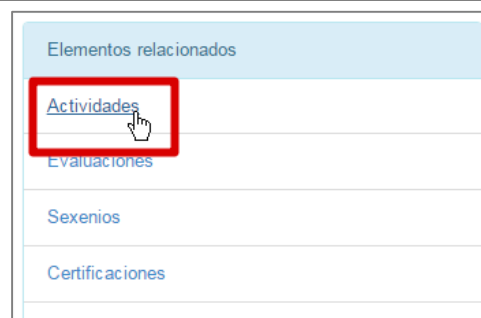 Elementos relacionados
Actividades
Evaluaciones
Sexenios
Certificaciones